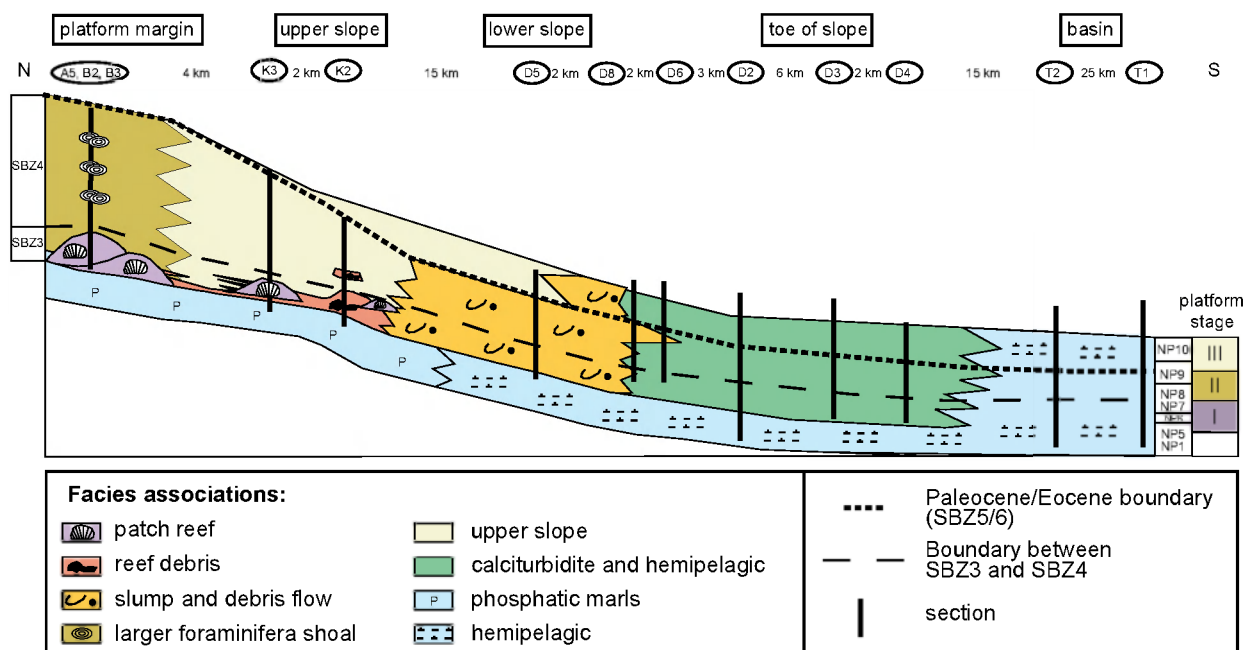 platform margin
upper slope
lower slope
toe of slope
basin
N
A5, B2, B3
4 km
K3
2 km
K2
15 km
D5
2 km
D8
2 km
D6
3 km
D2
6 km
D3
2 km
D4
15 km
T2
25 km
T1
S
SBZ4
SBZ3
P
P
P
P
P
platform
stage
NP10
NP9
NP8
NP7
NP5
NP1
III
II
I
Facies associations:
patch reef
reef debris
slump and debris flow
larger foraminifera shoal
upper slope
calciturbidite and hemipelagic
P
phosphatic marls
hemipelagic
Paleocene/Eocene boundary
(SBZ5/6)
Boundary between
SBZ3 and SBZ4
section